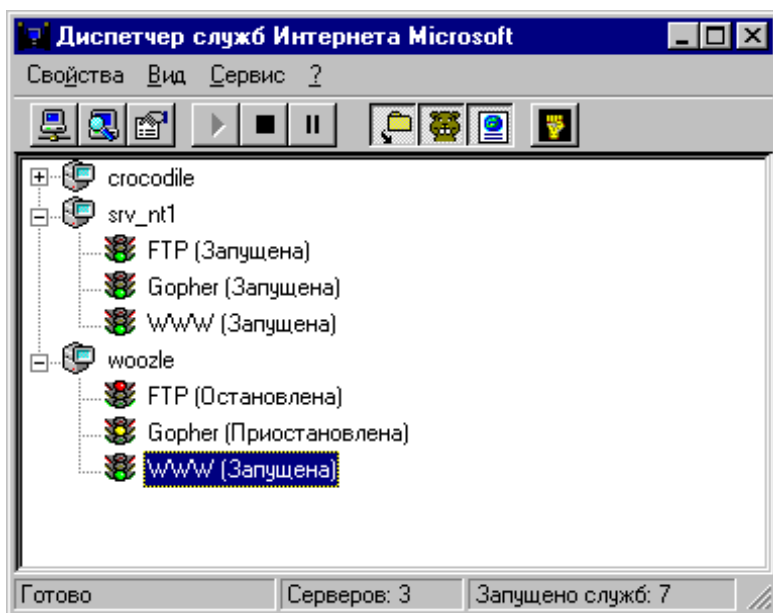 Диспетчер служб Интернета Microsoft
Свойства Вид Сервис ?
crocodile
srv_nt1
FTP (Запущена)
Gopher (Запущена)
WWW (Запущена)
woozle
FTP (Остановлена)
Gopher (Приостановлена)
WWW (Запущена)
Готово Серверов: 3 Запущено служб: 7